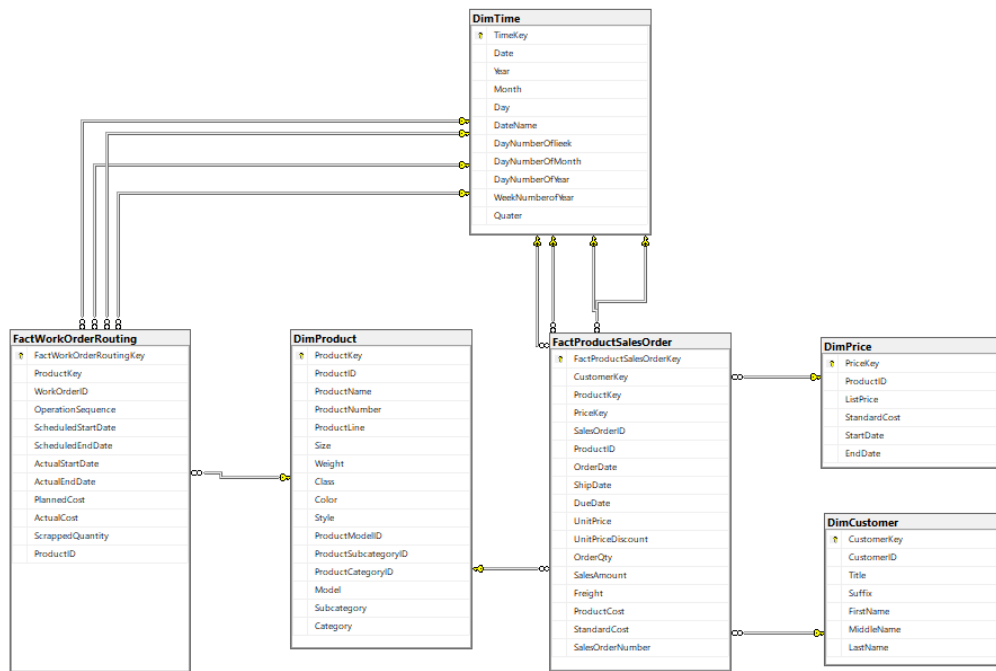 DimTime
TimeKey
Date
Year
Month
Day
DateName
DayNumberOflieek
DayNumberOfMonth
DayNumberOfYear
WeekNumberofYear
Quater
FactWorkOrderRouting
FactWorkOrderRoutingKey
ProductKey
WorkOrderID
OperationSequence
ScheduledStartDate
ScheduledEndDate
ActualStartDate
ActualEndDate
PlannedCost
ActualCost
ScrappedQuantity
ProductID
DimProduct
ProductKey
ProductID
ProductName
ProductNumber
ProductLine
Size
Weight
Class
Color
Style
ProductModelID
ProductSubcategoryID
ProductCategoryID
Model
Subcategory
Category
FactProductSalesOrder
FactProductSalesOrderKey
CustomerKey
ProductKey
PriceKey
SalesOrderID
ProductID
OrderDate
ShipDate
DueDate
UnitPrice
UnitPriceDiscount
OrderQty
SalesAmount
Freight
ProductCost
StandardCost
SalesOrderNumber
DimPrice
PriceKey
ProductID
ListPrice
StandardCost
StartDate
EndDate
DimCustomer
CustomerKey
CustomerID
Title
Suffix
FirstName
MiddleName
LastName